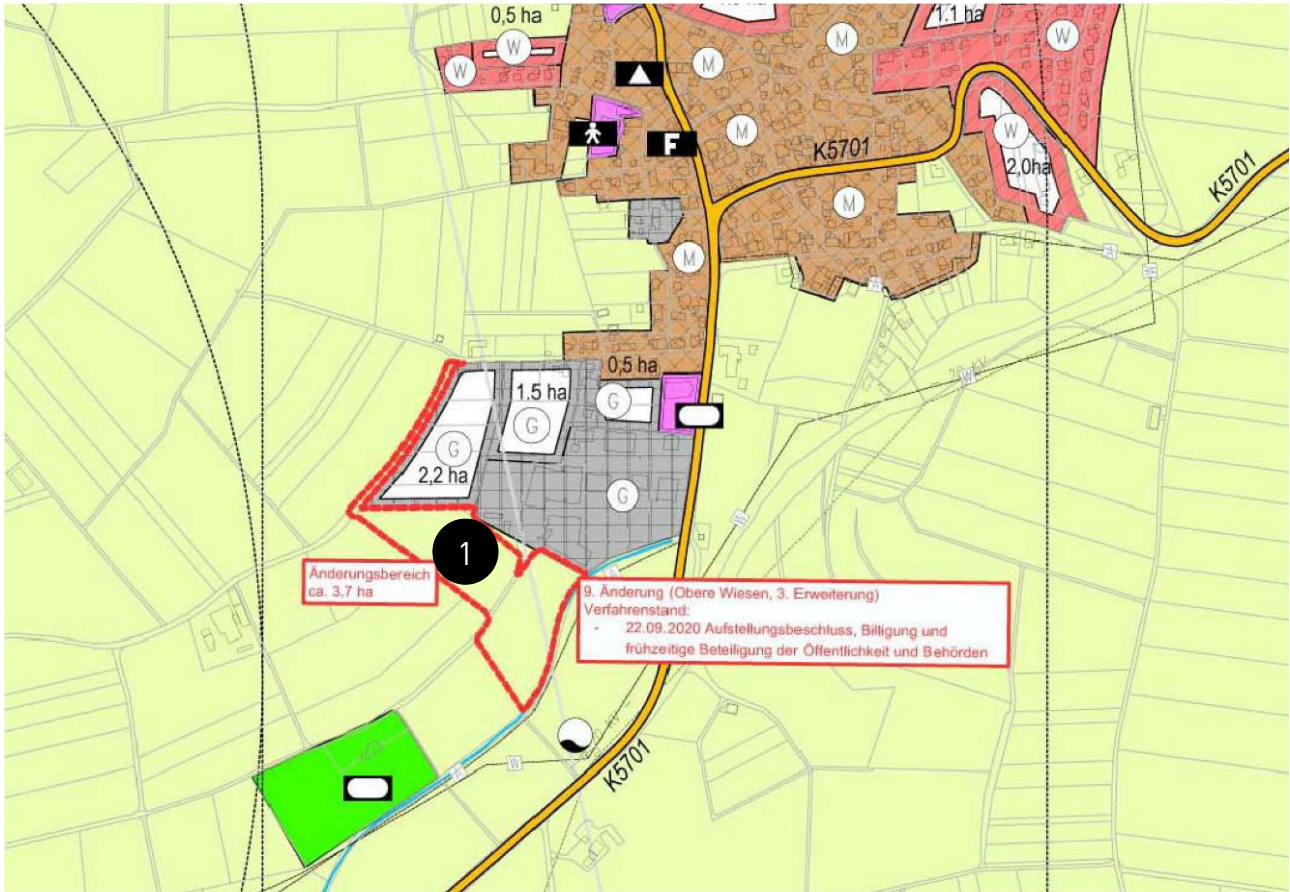 0,5 ha
1.1 ha
W
W
M
M
W
F
M
K5701
W
2,0ha
M
K5701
M
A
W
A
0,5 ha
W
1.5 ha
G
G
G
2,2 ha
G
1
Änderungsbereich
ca. 3,7 ha
9. Änderung (Obere Wiesen, 3. Erweiterung)
Verfahrenstand:
- 22.09.2020 Aufstellungsbeschluss, Billigung und
frühzeitige Beteiligung der Öffentlichkeit und Behörden
K5701
A
W